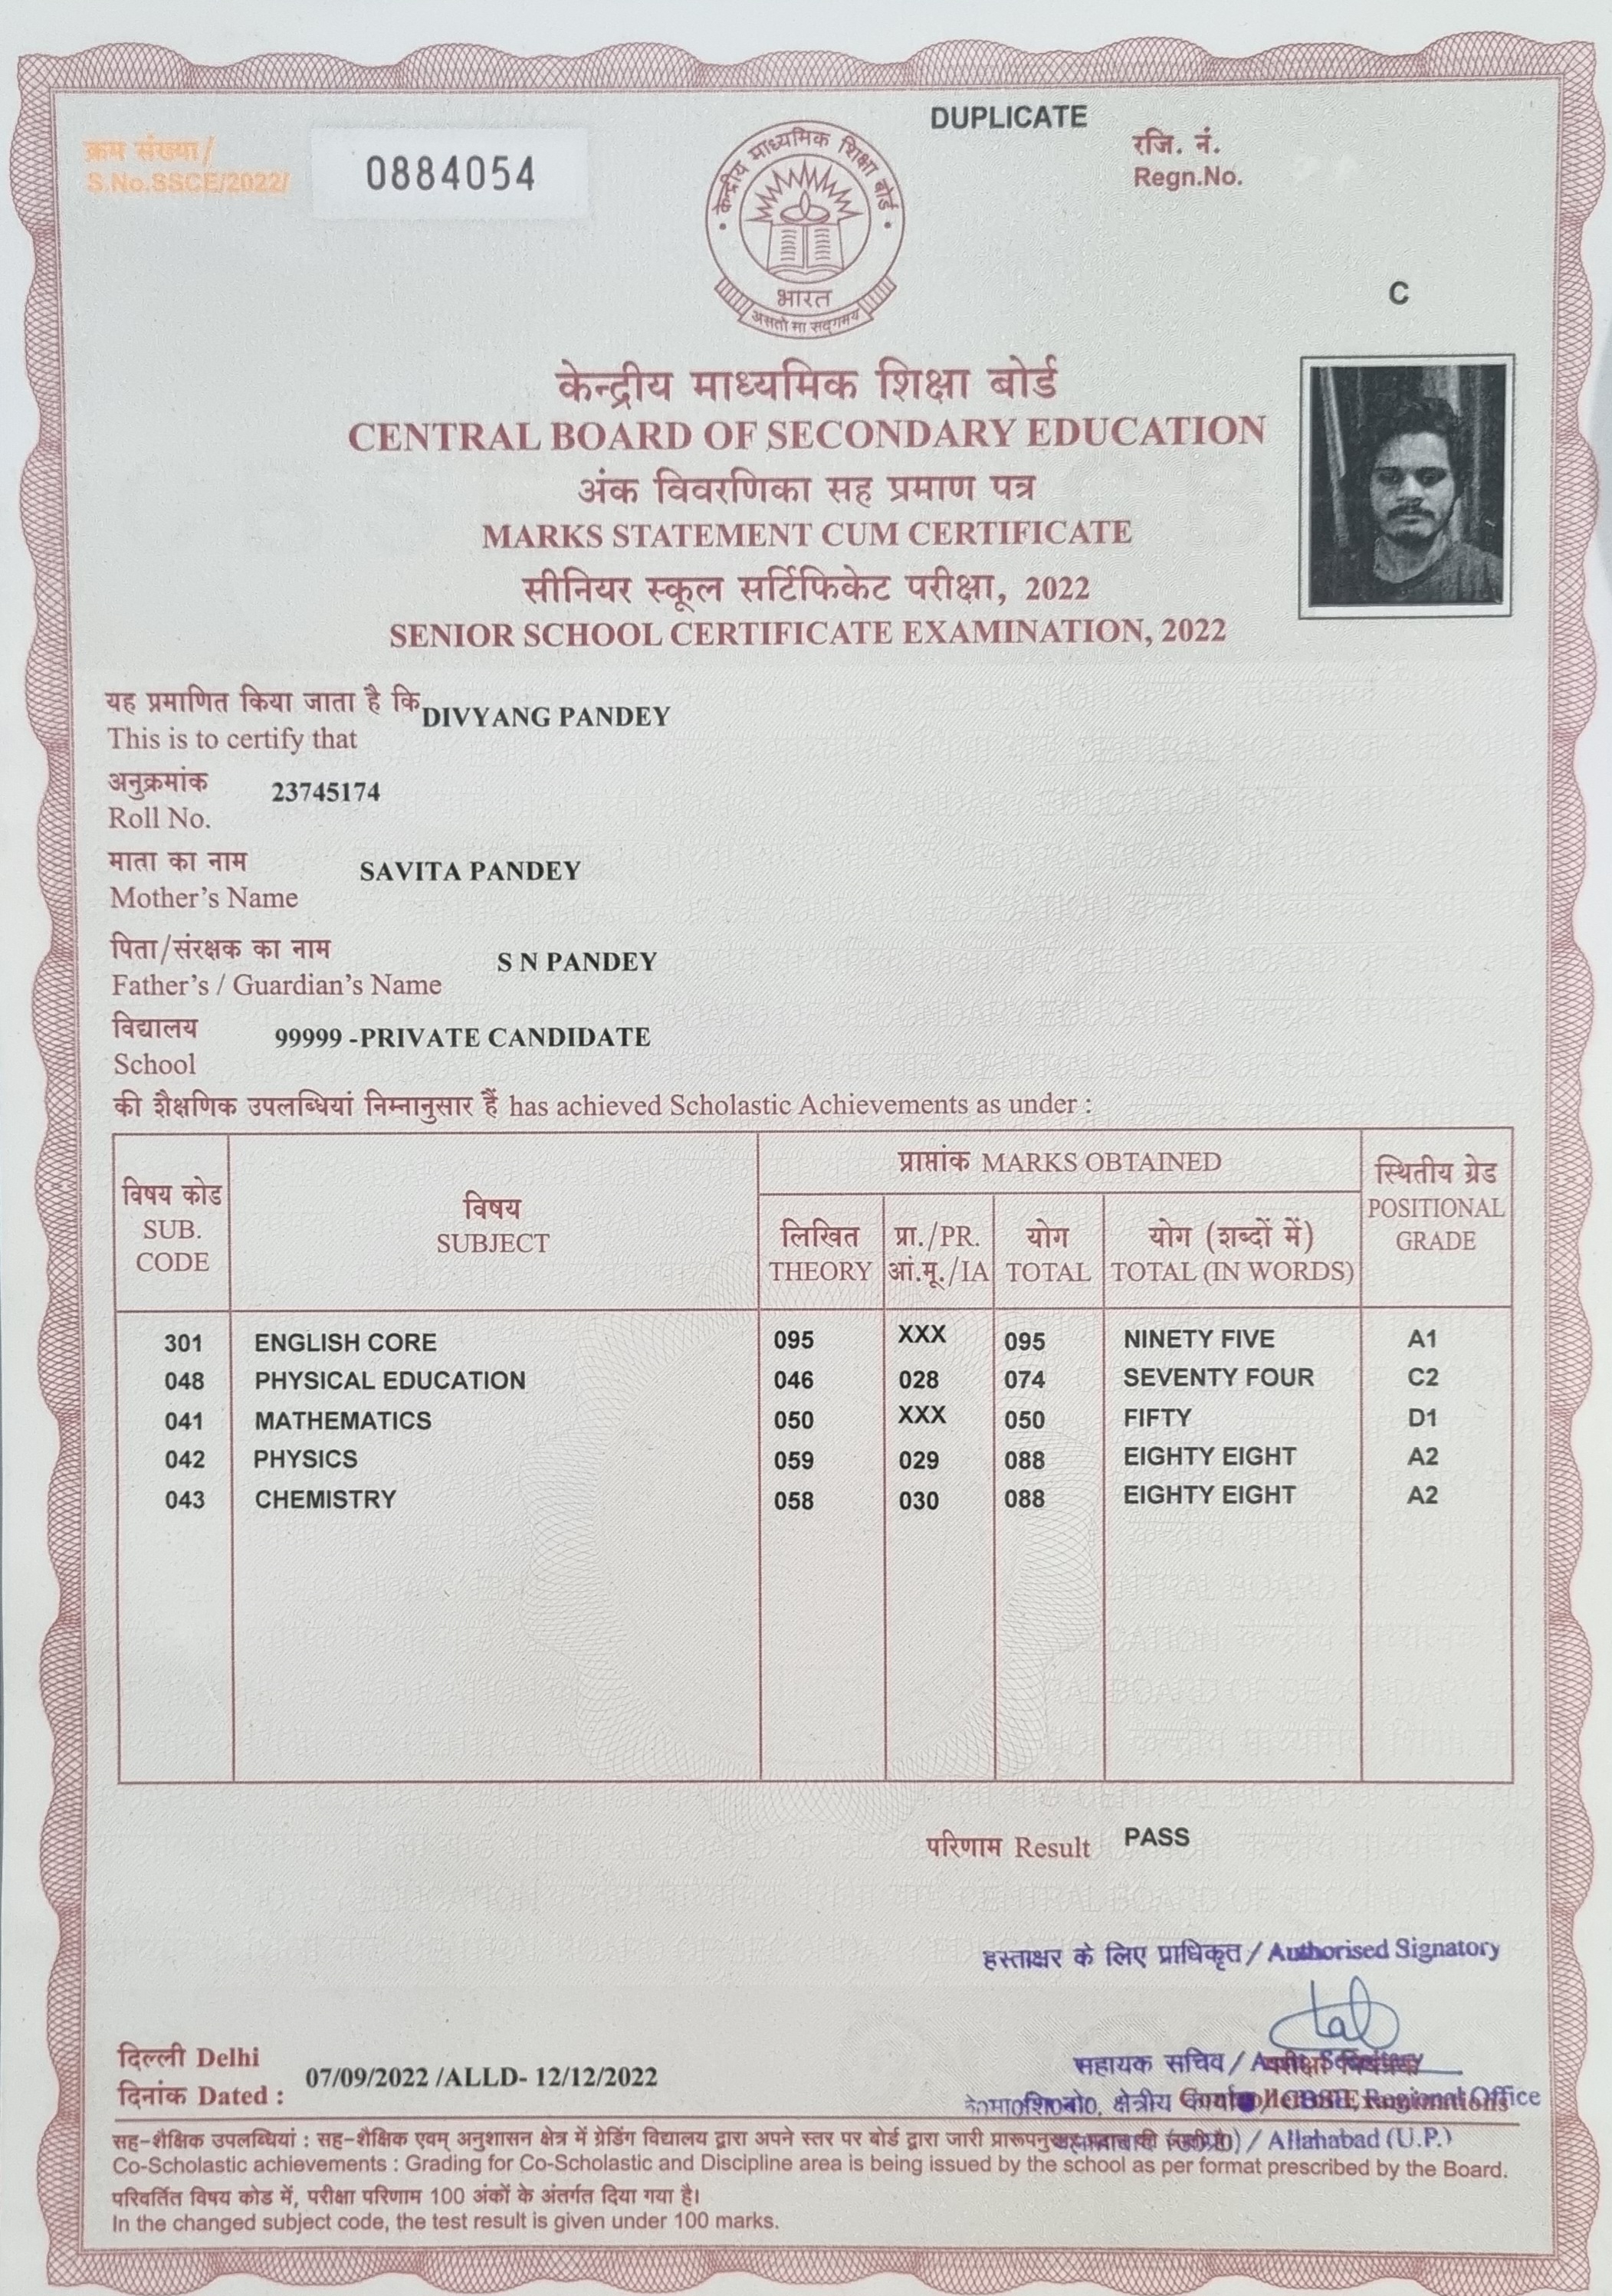 DUPLICATE
क्रम संख्या/
S.No.SSCE/2022/
0884054
रजि. नं.
Regn.No.
केन्द्रीय माध्यमिक शिक्षा बोर्ड
भारत
असतो मा सद्गमय
C
केन्द्रीय माध्यमिक शिक्षा बोर्ड
CENTRAL BOARD OF SECONDARY EDUCATION
अंक विवरणिका सह प्रमाण पत्र
MARKS STATEMENT CUM CERTIFICATE
सीनियर स्कूल सर्टिफिकेट परीक्षा, 2022
SENIOR SCHOOL CERTIFICATE EXAMINATION, 2022
यह प्रमाणित किया जाता है कि DIVYANG PANDEY
This is to certify that
अनुक्रमांक 23745174
Roll No.
माता का नाम SAVITA PANDEY
Mother's Name
पिता/संरक्षक का नाम S N PANDEY
Father's / Guardian's Name
विद्यालय 99999 -PRIVATE CANDIDATE
School
की शैक्षणिक उपलब्धियां निम्नानुसार हैं has achieved Scholastic Achievements as under :
विषय कोड
SUB.
CODE
विषय
SUBJECT
प्राप्तांक MARKS OBTAINED
लिखित
THEORY
प्रा./PR.
आं.मू./IA
योग
TOTAL
योग (शब्दों में)
TOTAL (IN WORDS)
स्थितीय ग्रेड
POSITIONAL
GRADE
301 ENGLISH CORE 095 XXX 095 NINETY FIVE A1
048 PHYSICAL EDUCATION 046 028 074 SEVENTY FOUR C2
041 MATHEMATICS 050 XXX 050 FIFTY D1
042 PHYSICS 059 029 088 EIGHTY EIGHT A2
043 CHEMISTRY 058 030 088 EIGHTY EIGHT A2
परिणाम Result PASS
हस्ताक्षर के लिए प्राधिकृत / Authorised Signatory
सहायक सचिव /
दिल्ली Delhi
दिनांक Dated : 07/09/2022 /ALLD- 12/12/2022
क्षेत्रीय Regional Office
/ Allahabad (U.P.)
सह-शैक्षिक उपलब्धियां : सह-शैक्षिक एवम् अनुशासन क्षेत्र में ग्रेडिंग विद्यालय द्वारा अपने स्तर पर बोर्ड द्वारा जारी
Co-Scholastic achievements : Grading for Co-Scholastic and Discipline area is being issued by the school as per format prescribed by the Board.
परिवर्तित विषय कोड में, परीक्षा परिणाम 100 अंकों के अंतर्गत दिया गया है।
In the changed subject code, the test result is given under 100 marks.